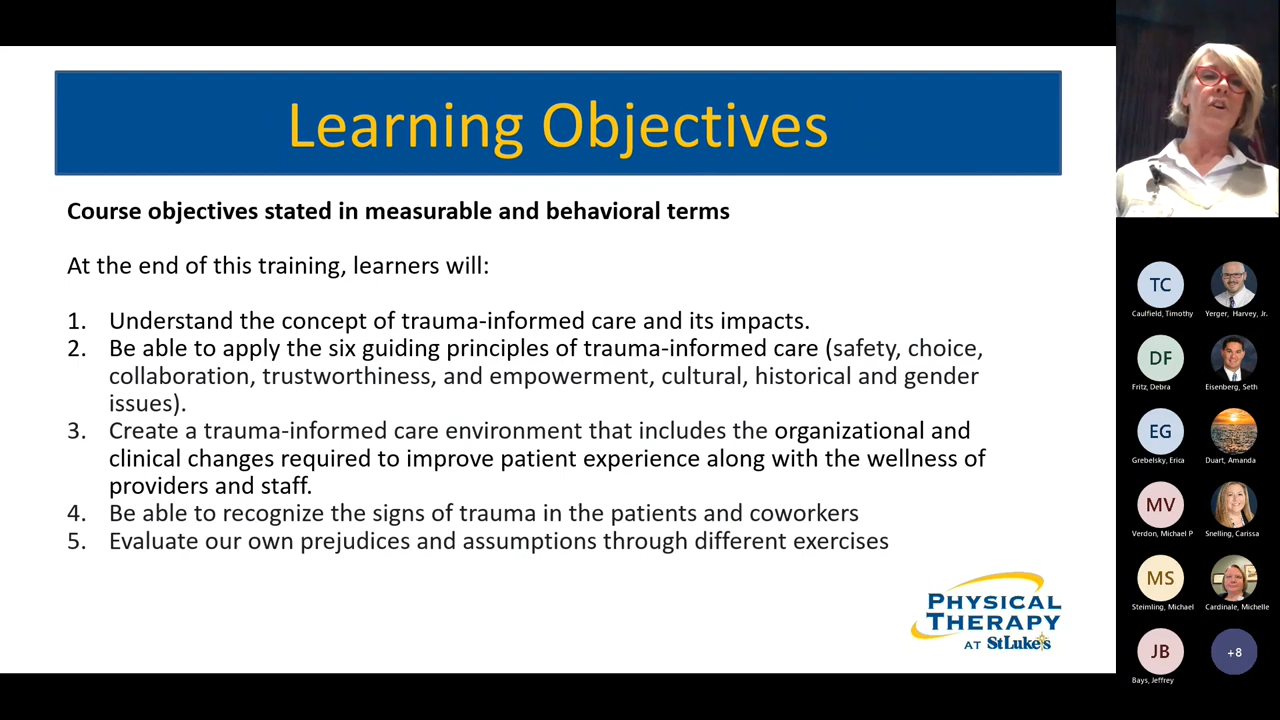 Learning Objectives
Course objectives stated in measurable and behavioral terms
At the end of this training, learners will:
1. Understand the concept of trauma-informed care and its impacts.
2. Be able to apply the six guiding principles of trauma-informed care (safety, choice,
collaboration, trustworthiness, and empowerment, cultural, historical and gender
issues).
3. Create a trauma-informed care environment that includes the organizational and
clinical changes required to improve patient experience along with the wellness of
providers and staff.
4. Be able to recognize the signs of trauma in the patients and coworkers
5. Evaluate our own prejudices and assumptions through different exercises
PHYSICAL
THERAPY
AT StLuke's
TC
Caulfield, Timothy
Yerger, Harvey, Jr.
DF
Fritz, Debra
Eisenberg, Seth
EG
Grebelsky, Erica
Duart, Amanda
MV
Verdon, Michael P
Snelling, Carissa
MS
Steimling, Michael
Cardinale, Michelle
JB
Bays, Jeffrey
+8